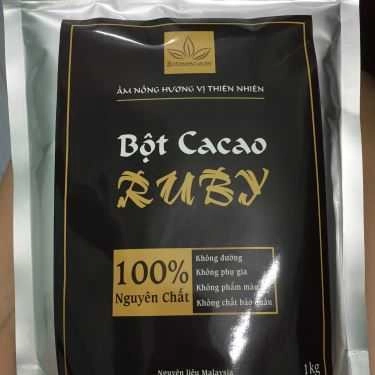 ẤM NỒNG HƯƠNG VỊ THIÊN NHIÊN
Bột Cacao
RUBY
100%
Nguyên Chất
Không đường
Không phụ gia
Không phẩm màu
Không chất bảo quản
Nguyên liệu Malaysia
1kg